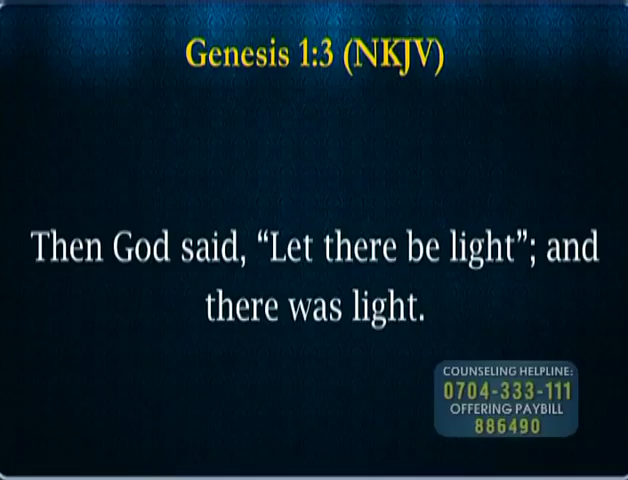 Genesis 1:3 (NKJV)
Then God said, “Let there be light”; and
there was light.
COUNSELING HELPLINE:
0704-333-111
OFFERING PAYBILL
886490